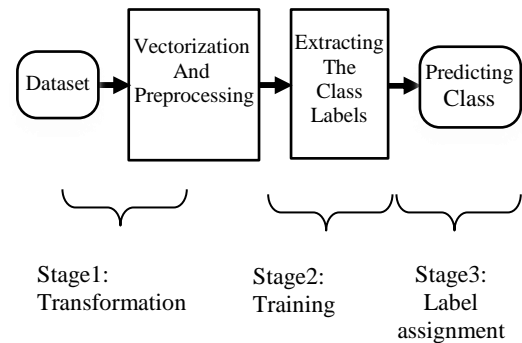 Dataset
Vectorization
And
Preprocessing
Extracting
The
Class
Labels
Predicting
Class
Stage1:
Transformation
Stage2:
Training
Stage3:
Label
assignment